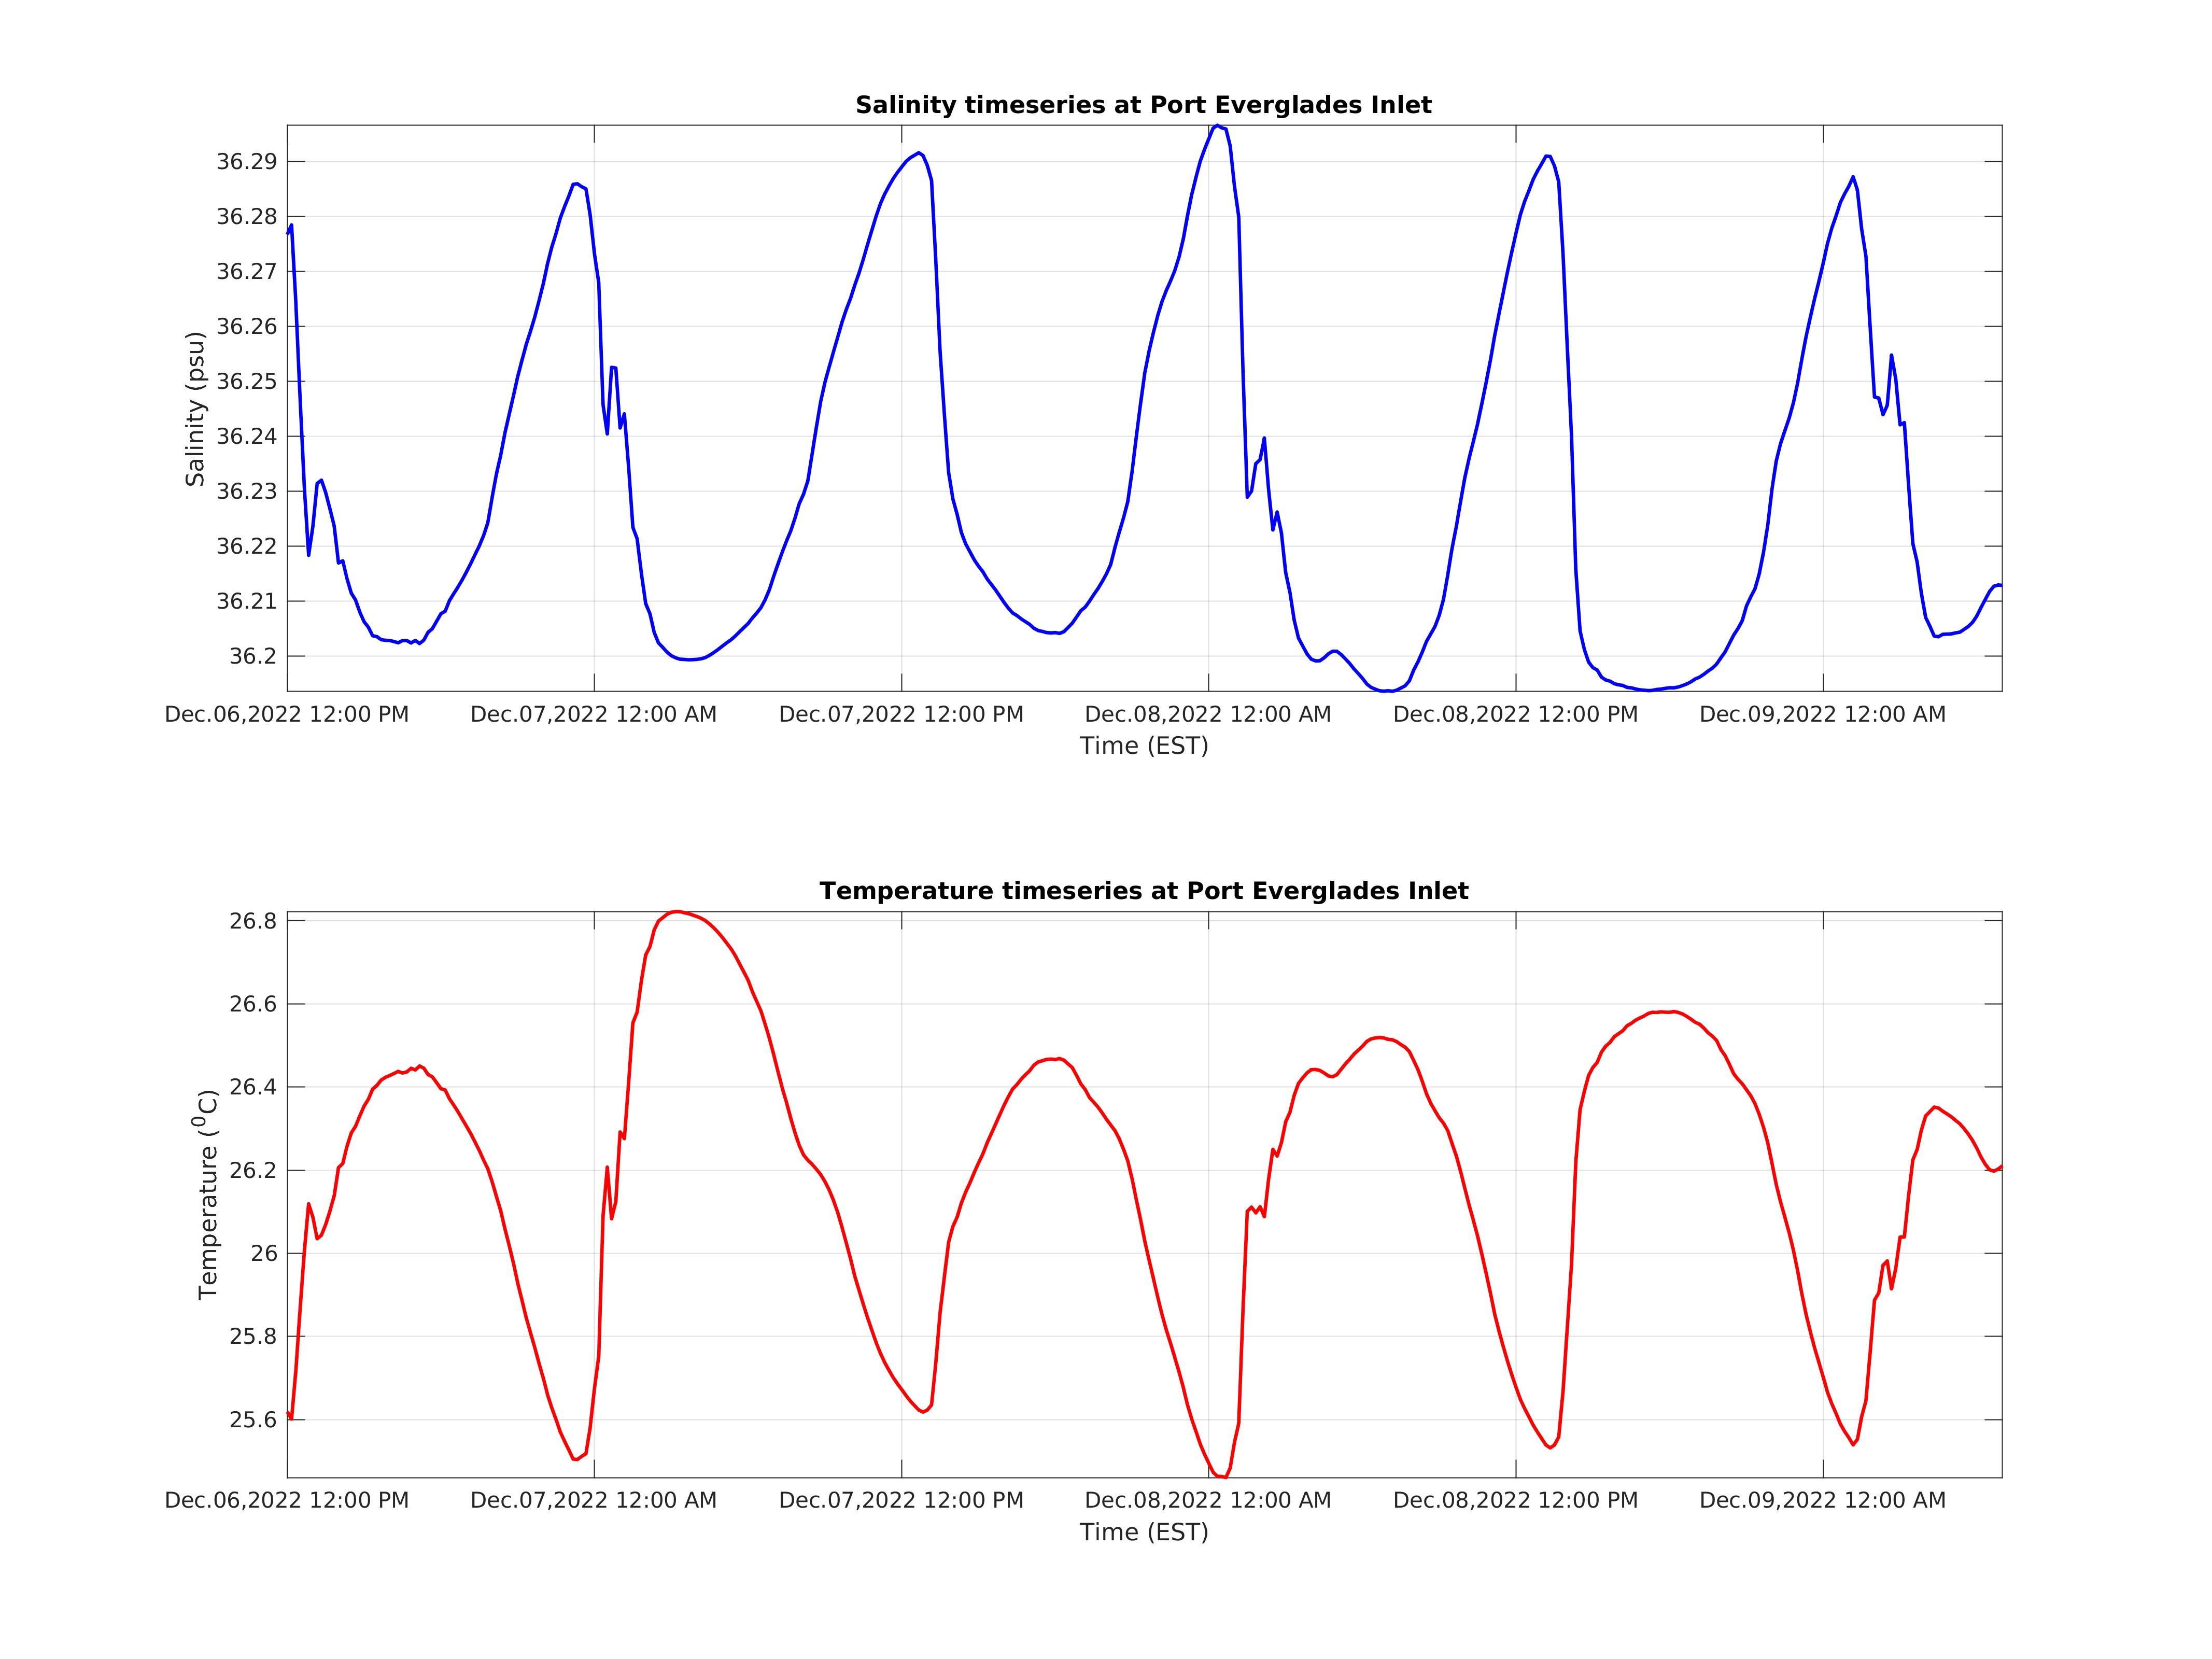 Salinity timeseries at Port Everglades Inlet
Salinity (psu)
36.29
36.28
36.27
36.26
36.25
36.24
36.23
36.22
36.21
36.2
Dec.06,2022 12:00 PM Dec.07,2022 12:00 AM Dec.07,2022 12:00 PM Dec.08,2022 12:00 AM Dec.08,2022 12:00 PM Dec.09,2022 12:00 AM
Time (EST)
Temperature timeseries at Port Everglades Inlet
Temperature (⁰C)
26.8
26.6
26.4
26.2
26
25.8
25.6
Dec.06,2022 12:00 PM Dec.07,2022 12:00 AM Dec.07,2022 12:00 PM Dec.08,2022 12:00 AM Dec.08,2022 12:00 PM Dec.09,2022 12:00 AM
Time (EST)